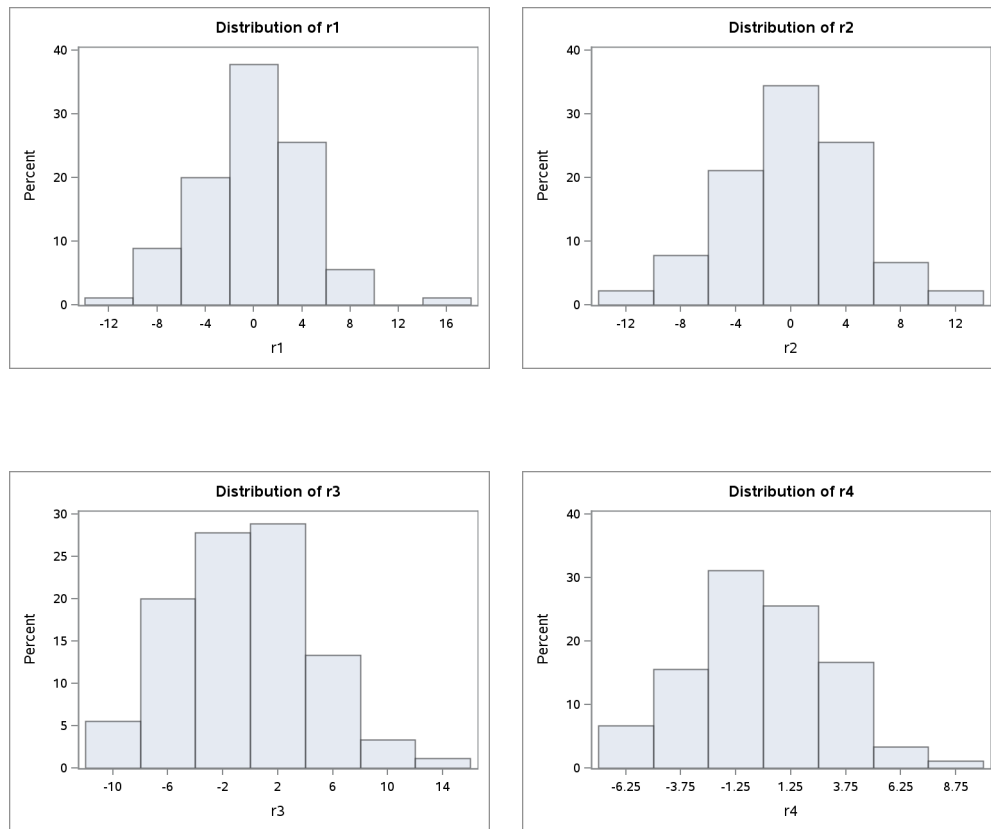 Distribution of r1
40
30
20
10
0
Percent
-12 -8 -4 0 4 8 12 16
r1
Distribution of r2
40
30
20
10
0
Percent
-12 -8 -4 0 4 8 12
r2
Distribution of r3
30
25
20
15
10
5
0
Percent
-10 -6 -2 2 6 10 14
r3
Distribution of r4
40
30
20
10
0
Percent
-6.25 -3.75 -1.25 1.25 3.75 6.25 8.75
r4